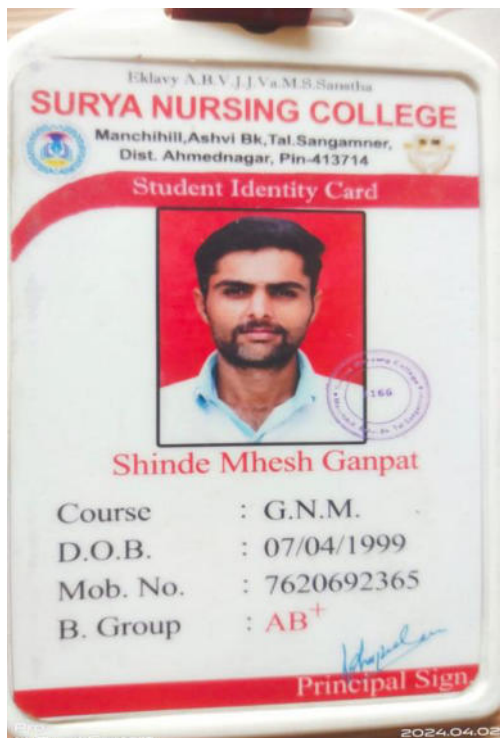 Eklavy A.B.V.J.J.Va.M.S.Sanstha
SURYA NURSING COLLEGE
Manchihill,Ashvi Bk,Tal.Sangamner,
Dist. Ahmednagar, Pin-413714
Student Identity Card
166
Shinde Mhesh Ganpat
Course : G.N.M.
D.O.B. : 07/04/1999
Mob. No. : 7620692365
B. Group : AB+
Principal Sign.
2024.04.02